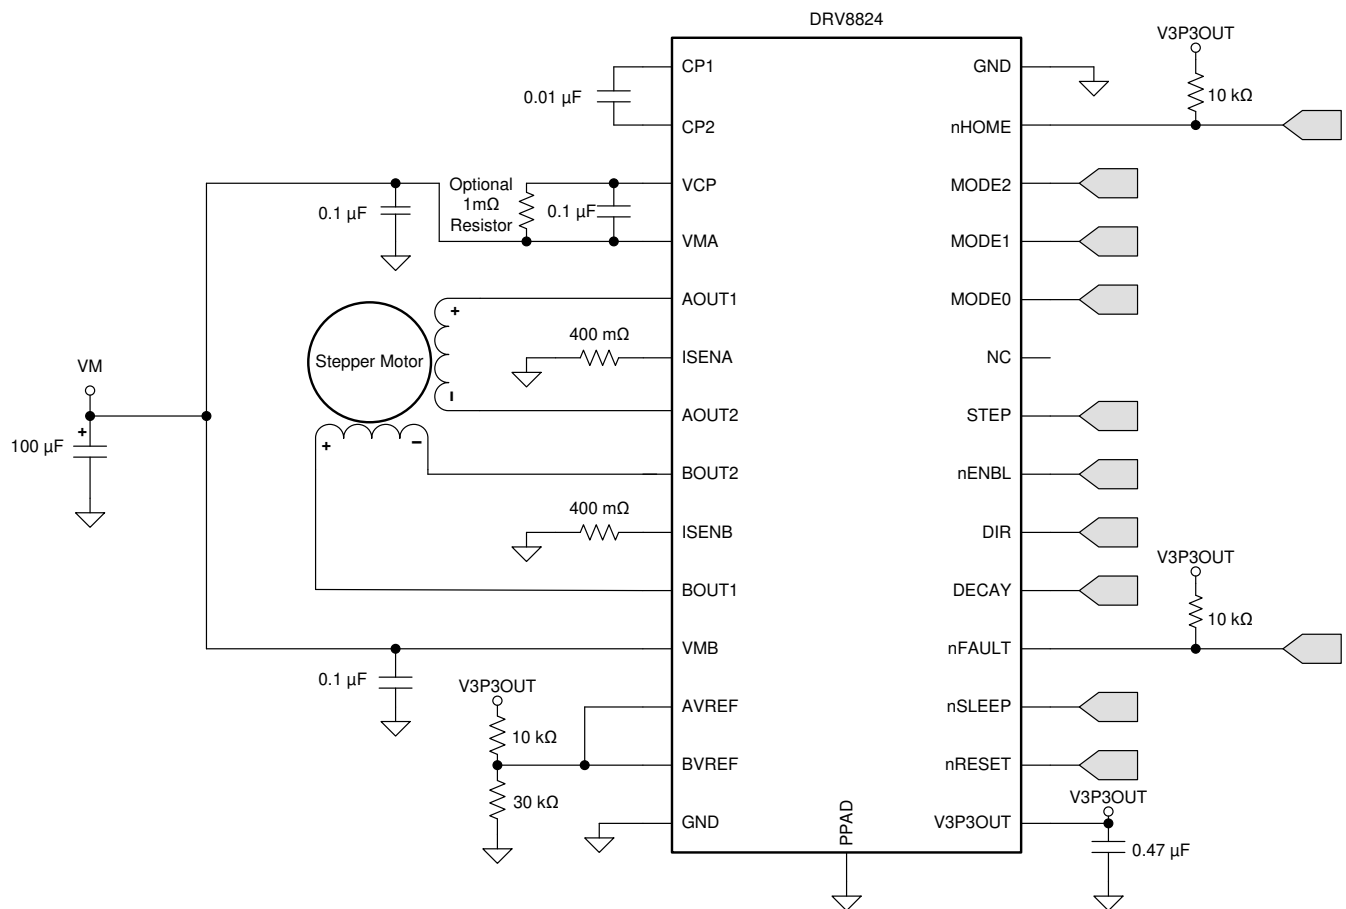 DRV8824
V3P3OUT
10 kΩ
CP1
GND
0.01 µF
CP2
nHOME
Optional
1mΩ
Resistor
VCP
MODE2
0.1 µF
0.1 µF
VMA
MODE1
AOUT1
MODE0
+
400 mΩ
Stepper Motor
ISENA
NC
VM
–
AOUT2
STEP
+
100 µF
+
–
BOUT2
nENBL
400 mΩ
ISENB
DIR
V3P3OUT
BOUT1
DECAY
10 kΩ
VMB
nFAULT
0.1 µF
V3P3OUT
AVREF
nSLEEP
10 kΩ
BVREF
nRESET
30 kΩ
V3P3OUT
GND
PPAD
V3P3OUT
0.47 µF